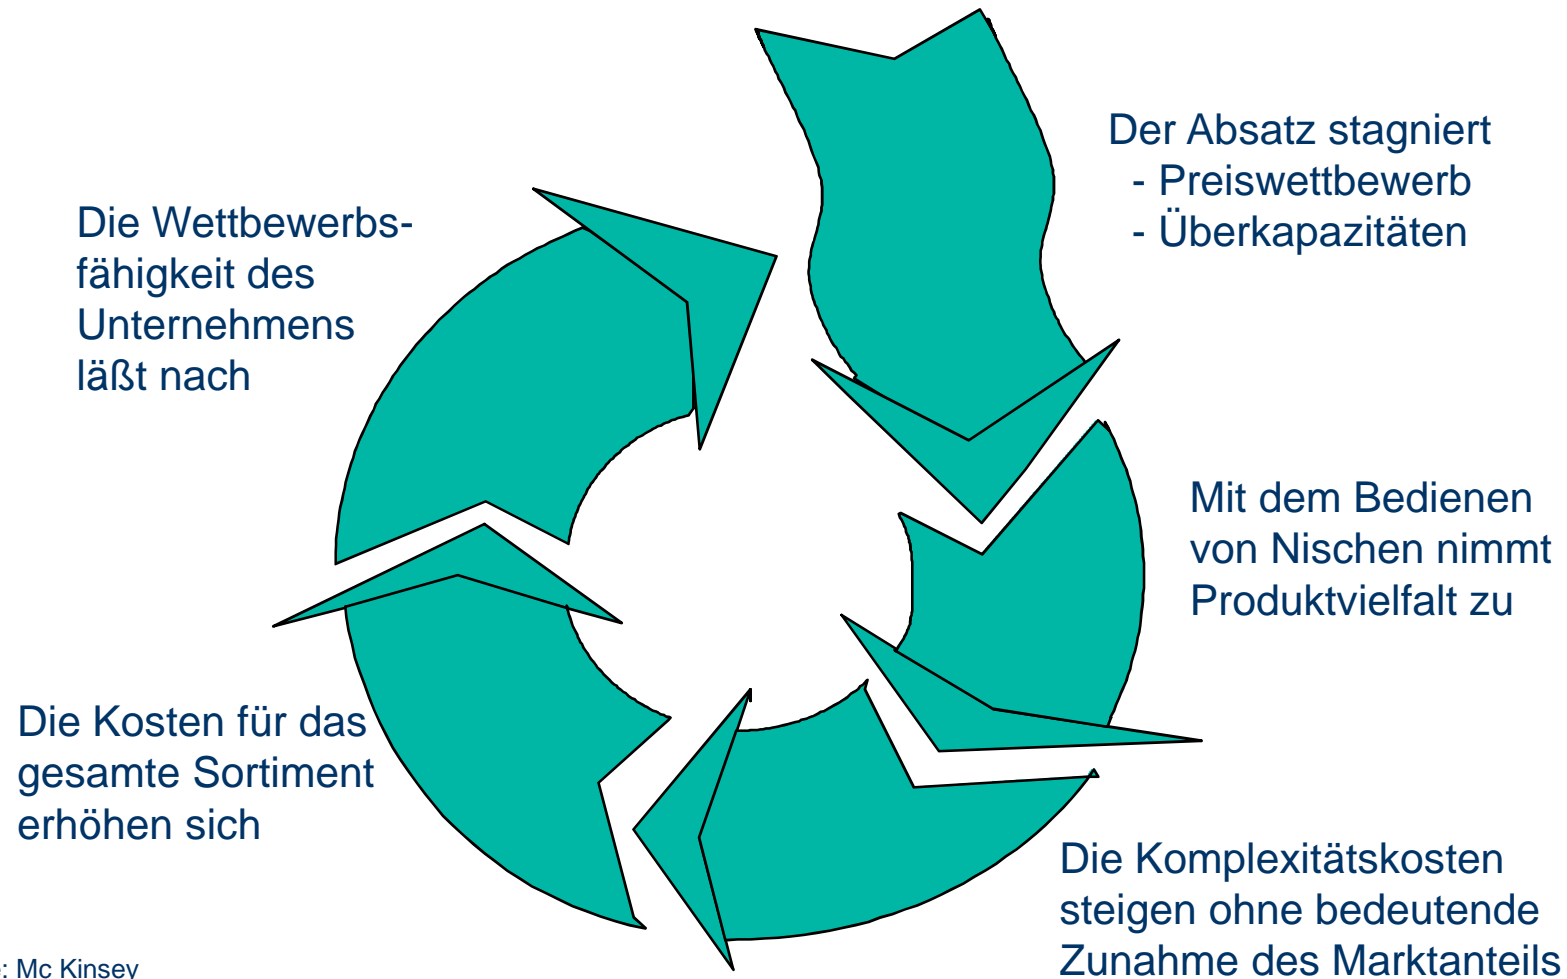 Der Absatz stagniert
- Preiswettbewerb
- Überkapazitäten
Mit dem Bedienen
von Nischen nimmt
Produktvielfalt zu
Die Komplexitätskosten
steigen ohne bedeutende
Zunahme des Marktanteils
Die Kosten für das
gesamte Sortiment
erhöhen sich
Die Wettbewerbs-
fähigkeit des
Unternehmens
läßt nach
: Mc Kinsey